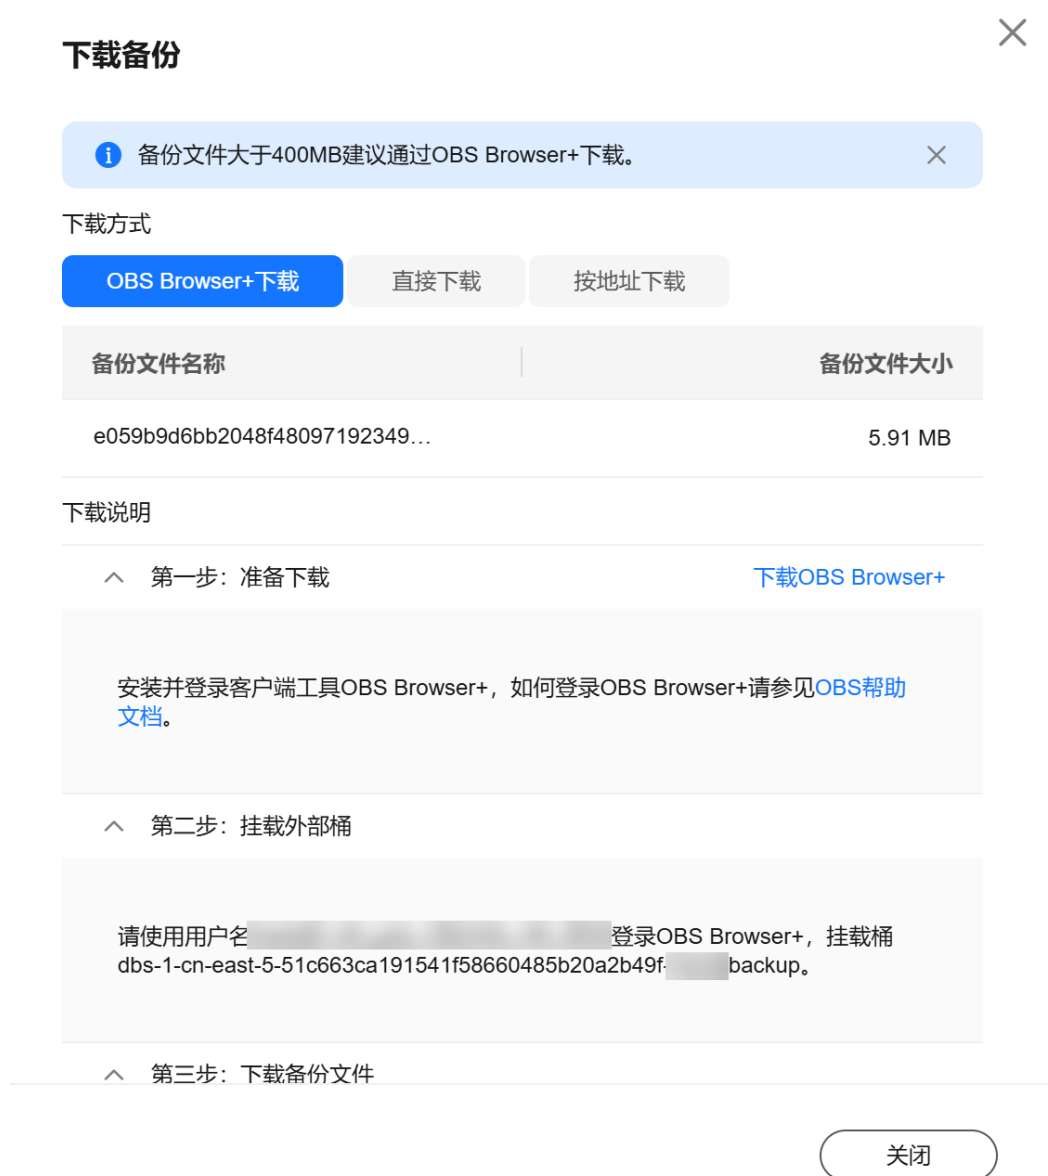 下载备份
备份文件大于400MB建议通过OBS Browser+下载。
下载方式
OBS Browser+下载 直接下载 按地址下载
备份文件名称 备份文件大小
e059b9d6bb2048f48097192349... 5.91 MB
下载说明
第一步：准备下载 下载OBS Browser+
安装并登录客户端工具OBS Browser+，如何登录OBS Browser+请参见OBS帮助
文档。
第二步：挂载外部桶
请使用用户名 登录OBS Browser+，挂载桶
dbs-1-cn-east-5-51c663ca191541f58660485b20a2b49f- backup。
第三步：下载备份文件
关闭